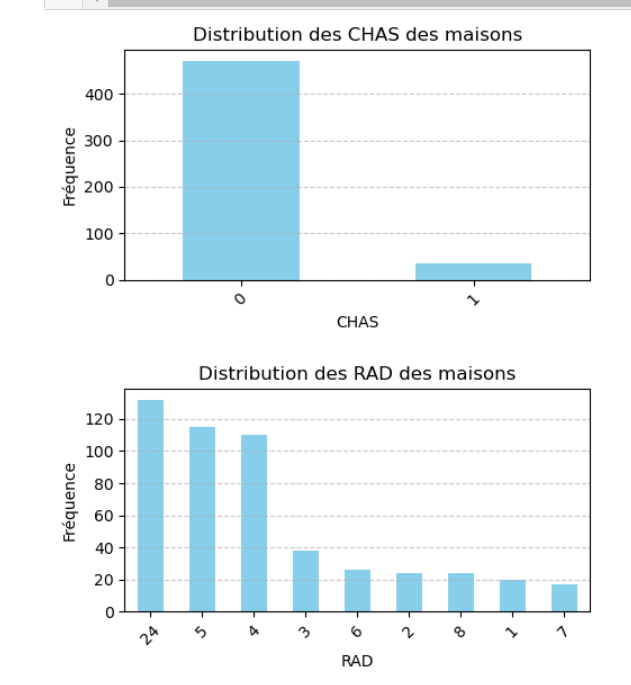 Distribution des CHAS des maisons
400
300
200
100
0
Fréquence
0 1
CHAS
Distribution des RAD des maisons
120
100
80
60
40
20
0
Fréquence
24 5 4 3 6 2 8 1 7
RAD